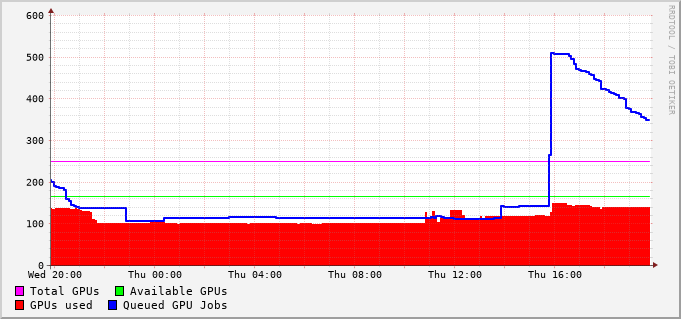 600
500
400
300
200
100
0
Wed 20:00 Thu 00:00 Thu 04:00 Thu 08:00 Thu 12:00 Thu 16:00
Total GPUs Available GPUs
GPUs used Queued GPU Jobs
RRDTOOL / TOBI OETIKER